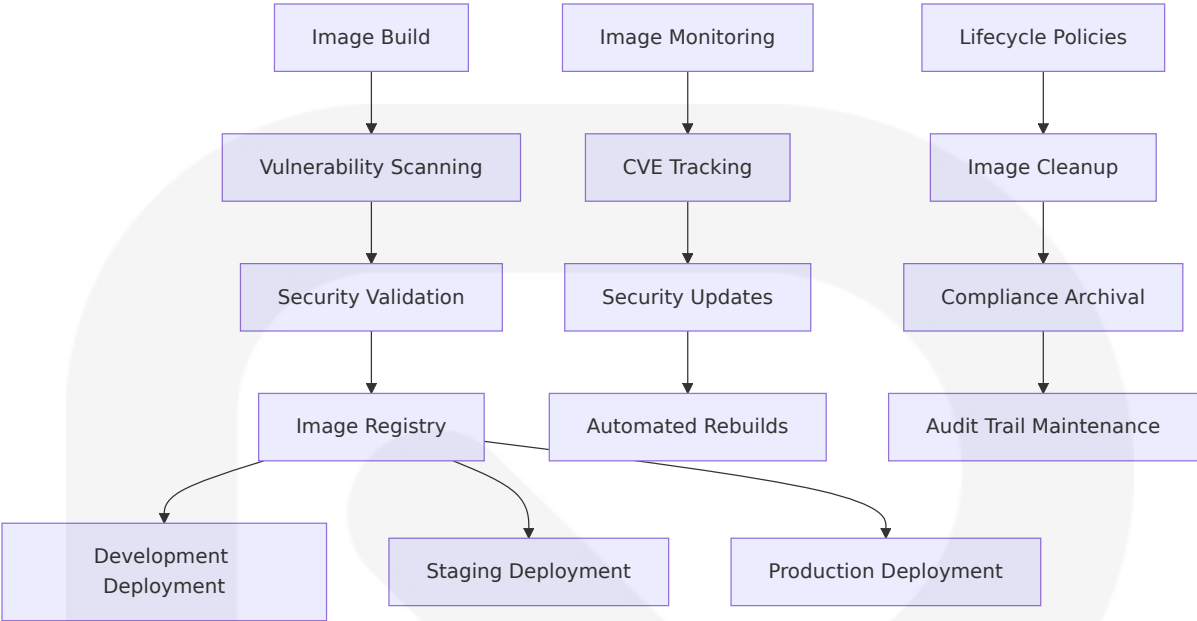 Image Build
Image Monitoring
Lifecycle Policies
Vulnerability Scanning
CVE Tracking
Image Cleanup
Security Validation
Security Updates
Compliance Archival
Image Registry
Automated Rebuilds
Audit Trail Maintenance
Development
Deployment
Staging Deployment
Production Deployment